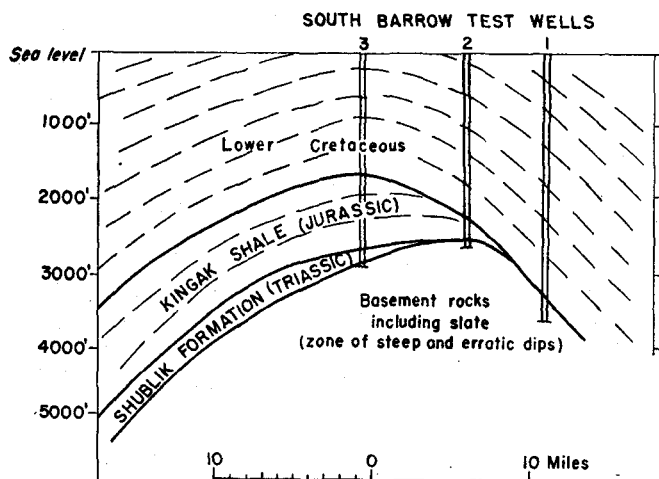 SOUTH BARROW TEST WELLS
3 2 1
Sea level
1000'
Lower Cretaceous
2000'
KINGAK SHALE (JURASSIC)
3000'
SHUBLIK FORMATION (TRIASSIC)
Basement rocks
including slate
(zone of steep and erratic dips)
4000'
5000'
10 0 10 Miles